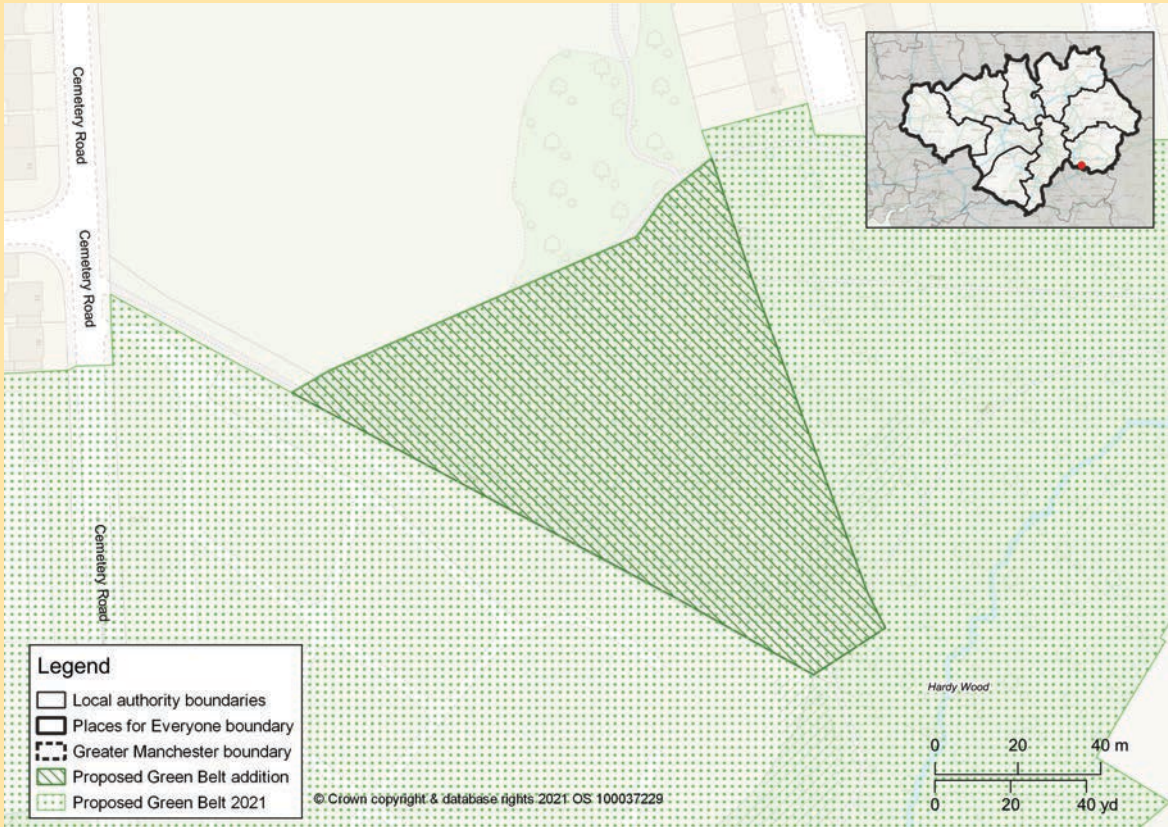 Cemetery Road
Cemetery Road
Cemetery Road
Hardy Wood
Legend
Local authority boundaries
Places for Everyone boundary
Greater Manchester boundary
Proposed Green Belt addition
Proposed Green Belt 2021
© Crown copyright & database rights 2021 OS 100037229
0 20 40 m
0 20 40 yd